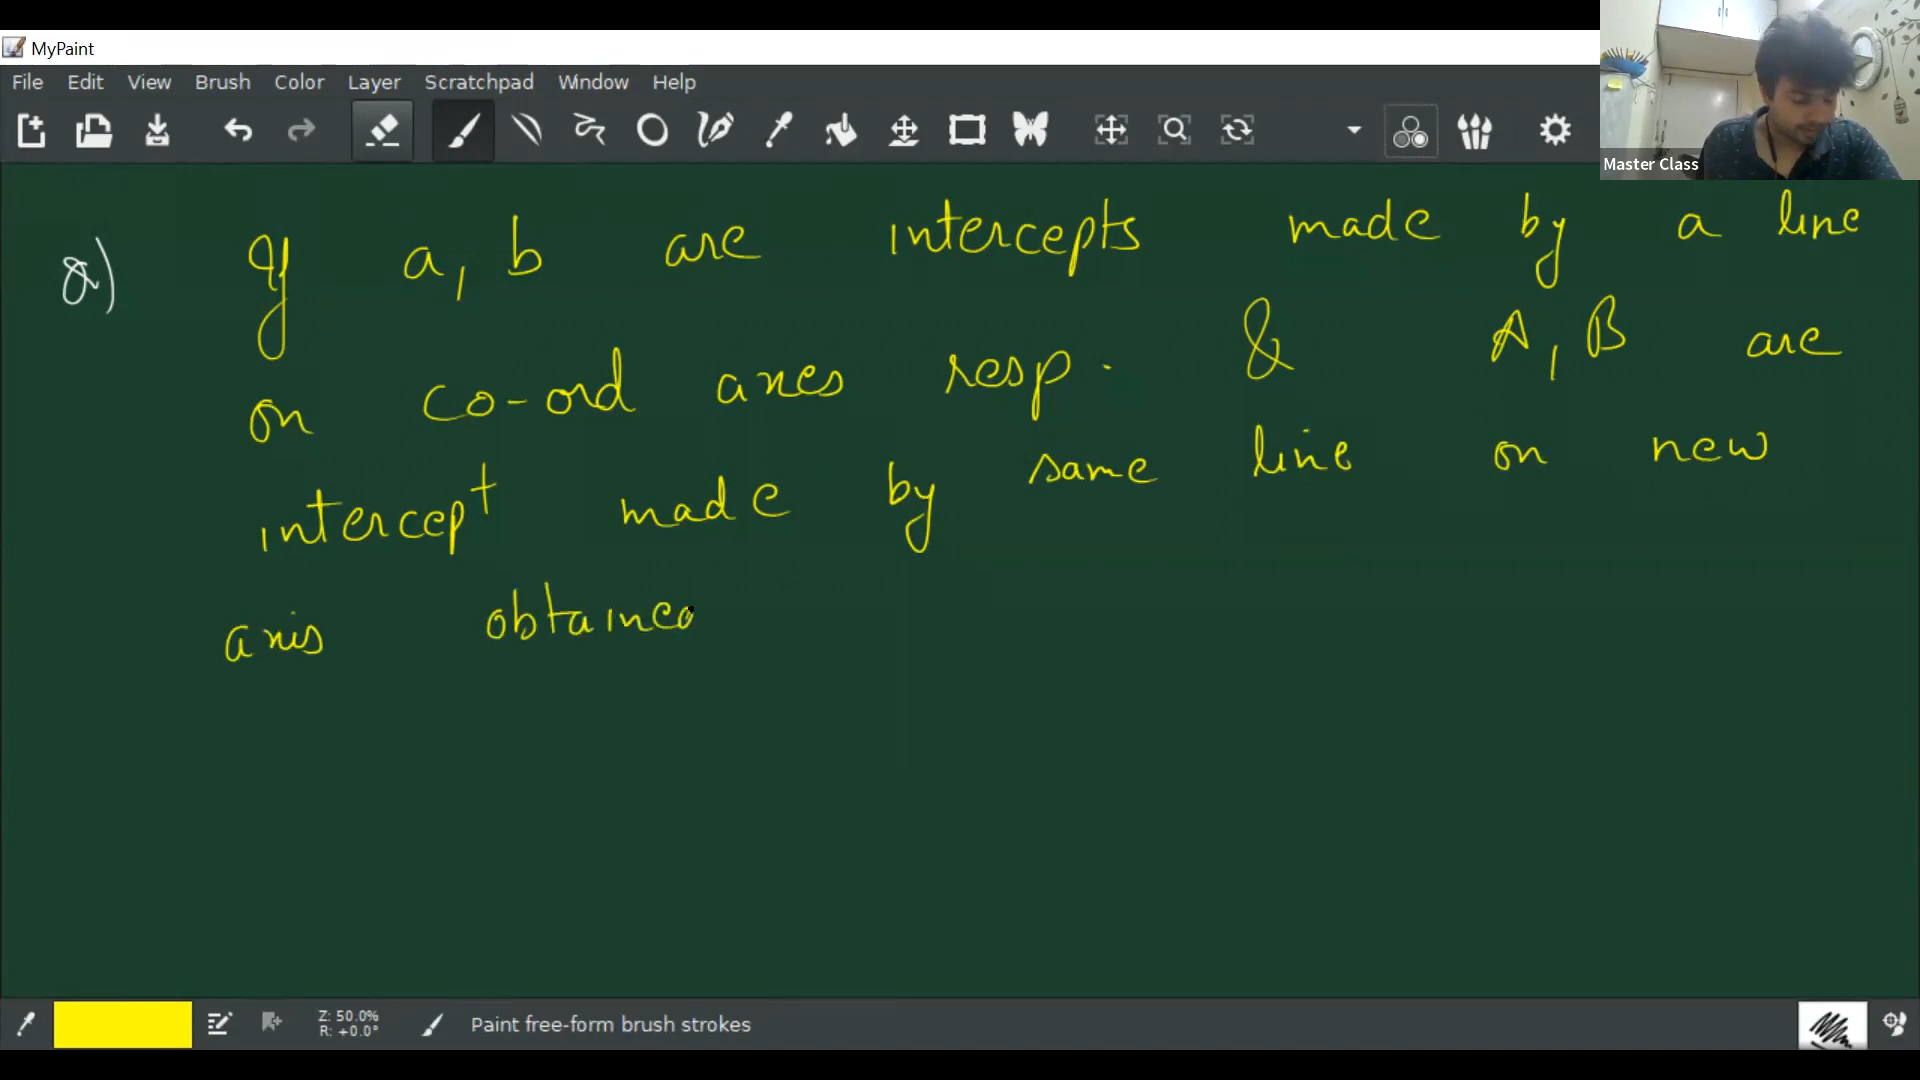 MyPaint
File Edit View Brush Color Layer Scratchpad Window Help
Master Class
Q) If a, b are intercepts made by a line
on co-ord axes resp. & A, B are
intercept made by same line on new
axis obtained
Z: 50.0%
R: +0.0°
Paint free-form brush strokes